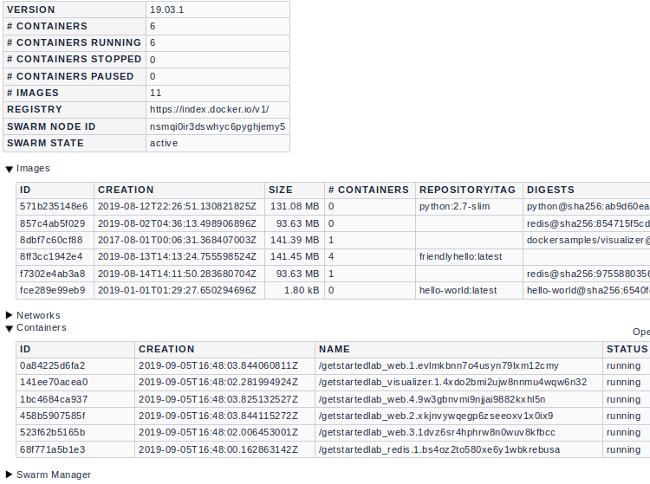 VERSION 19.03.1
# CONTAINERS 6
# CONTAINERS RUNNING 6
# CONTAINERS STOPPED 0
# CONTAINERS PAUSED 0
# IMAGES 11
REGISTRY https://index.docker.io/v1/
SWARM NODE ID nsmqi0ir3dswhyc6pyghjemy5
SWARM STATE active
Images
ID CREATION SIZE # CONTAINERS REPOSITORY/TAG DIGESTS
571b235148e6 2019-08-12T22:26:51.130821825Z 131.08 MB 0 python:2.7-slim python@sha256:ab9d60ea
857c4ab5f029 2019-08-02T04:36:13.498906896Z 93.63 MB 0 redis@sha256:854715f5cd
8dbf7c60cf88 2017-08-01T00:06:31.368407003Z 141.39 MB 1 dockersamples/visualizer@
8ff3cc1942e4 2019-08-13T14:13:24.755598524Z 141.45 MB 4 friendlyhello:latest
f7302e4ab3a8 2019-08-14T14:11:50.283680704Z 93.63 MB 1 redis@sha256:9755880356
fce289e99eb9 2019-01-01T01:29:27.650294696Z 1.80 kB 0 hello-world:latest hello-world@sha256:6540f
Networks
Containers
Ope
ID CREATION NAME STATUS
0a84225d6fa2 2019-09-05T16:48:03.844060811Z /getstartedlab_web.1.evlmkbnn7o4usyn79lxm12cmy running
141ee70acea0 2019-09-05T16:48:02.281994924Z /getstartedlab_visualizer.1.4xdo2bmi2ujw8nnmu4wqw6n32 running
1bc4684ca937 2019-09-05T16:48:03.825132527Z /getstartedlab_web.4.9w3gbnvmi9njjai9882kxhl5n running
458b5907585f 2019-09-05T16:48:03.844115272Z /getstartedlab_web.2.xkjnvywqegp6zseeoxv1x0ix9 running
523f62b5165b 2019-09-05T16:48:02.006453001Z /getstartedlab_web.3.1dvz6sr4hphrw8n0wuv8kfbcc running
68f771a5b1e3 2019-09-05T16:48:00.162863142Z /getstartedlab_redis.1.bs4oz2to580xe6y1wbkrebusa running
Swarm Manager